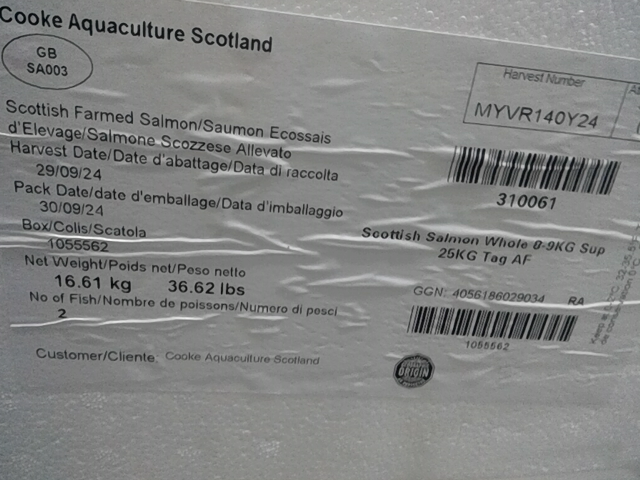 Cooke Aquaculture Scotland
GB
SA003
Harvest Number
MYVR140Y24
Scottish Farmed Salmon/Saumon Ecossais
d'Elevage/Salmone Scozzese Allevato
Harvest Date/Date d'abattage/Data di raccolta
29/09/24
Pack Date/date d'emballage/Data d'imballaggio
30/09/24
Box/Colis/Scatola
1055562
Net Weight/Poids net/Peso netto
16.61 kg 36.62 lbs
No of Fish/Nombre de poissons/Numero di pesci
2
Customer/Cliente: Cooke Aquaculture Scotland
310061
Scottish Salmon Whole 8-9KG Sup
25KG Tag AF
GGN: 4056186029034 RA
1055562
ORIGIN